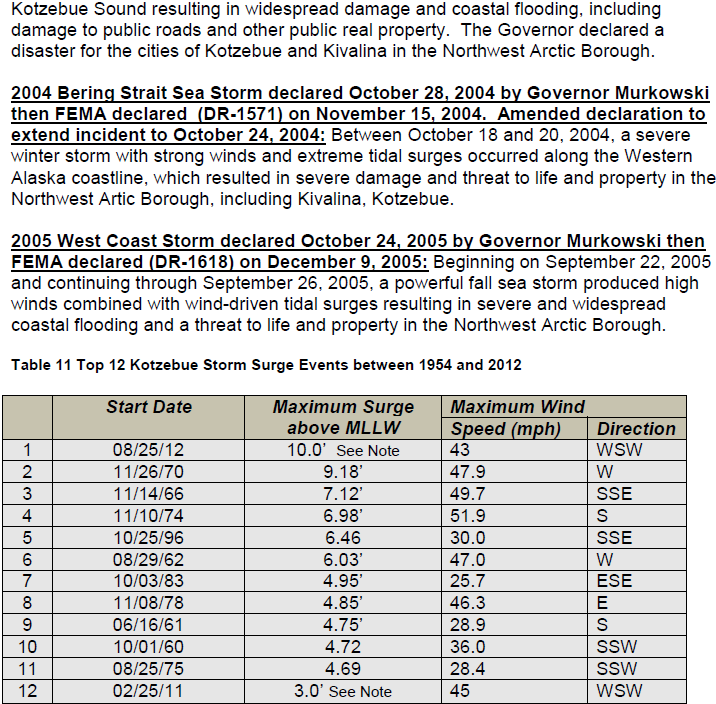 Kotzebue Sound resulting in widespread damage and coastal flooding, including
damage to public roads and other public real property.  The Governor declared a
disaster for the cities of Kotzebue and Kivalina in the Northwest Arctic Borough.
2004 Bering Strait Sea Storm declared October 28, 2004 by Governor Murkowski
then FEMA declared  (DR-1571) on November 15, 2004.  Amended declaration to
extend incident to October 24, 2004: Between October 18 and 20, 2004, a severe
winter storm with strong winds and extreme tidal surges occurred along the Western
Alaska coastline, which resulted in severe damage and threat to life and property in the
Northwest Artic Borough, including Kivalina, Kotzebue.
2005 West Coast Storm declared October 24, 2005 by Governor Murkowski then
FEMA declared (DR-1618) on December 9, 2005: Beginning on September 22, 2005
and continuing through September 26, 2005, a powerful fall sea storm produced high
winds combined with wind-driven tidal surges resulting in severe and widespread
coastal flooding and a threat to life and property in the Northwest Arctic Borough.
Table 11 Top 12 Kotzebue Storm Surge Events between 1954 and 2012
Start Date Maximum Surge Maximum Wind
above MLLW Speed (mph) Direction
1 08/25/12 10.0’ See Note 43 WSW
2 11/26/70 9.18’ 47.9 W
3 11/14/66 7.12’ 49.7 SSE
4 11/10/74 6.98’ 51.9 S
5 10/25/96 6.46 30.0 SSE
6 08/29/62 6.03’ 47.0 W
7 10/03/83 4.95’ 25.7 ESE
8 11/08/78 4.85’ 46.3 E
9 06/16/61 4.75’ 28.9 S
10 10/01/60 4.72 36.0 SSW
11 08/25/75 4.69 28.4 SSW
12 02/25/11 3.0’ See Note 45 WSW